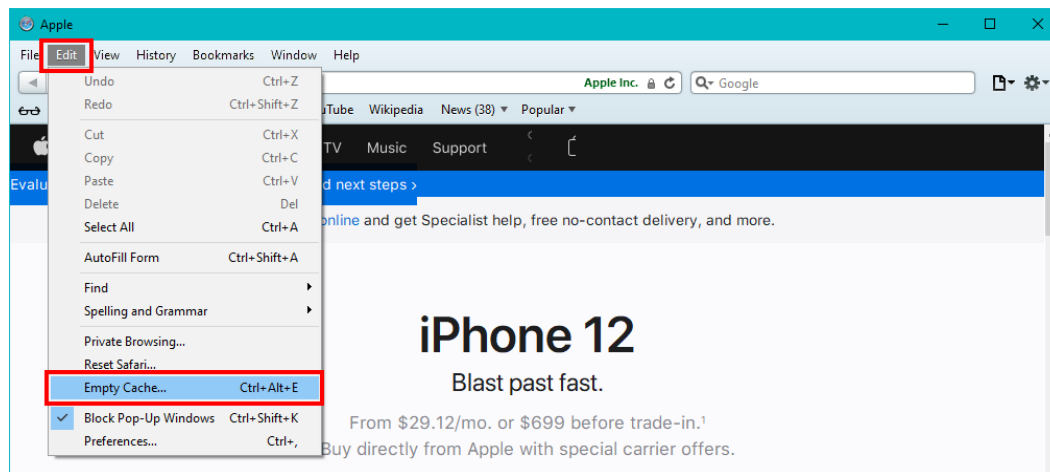 Apple
File Edit View History Bookmarks Window Help
Apple Inc. Google
Wikipedia News (38) Popular
TV Music Support
next steps ›
online and get Specialist help, free no-contact delivery, and more.
Undo Ctrl+Z
Redo Ctrl+Shift+Z
Cut Ctrl+X
Copy Ctrl+C
Paste Ctrl+V
Delete Del
Select All Ctrl+A
AutoFill Form Ctrl+Shift+A
Find
Spelling and Grammar
Private Browsing...
Reset Safari...
Empty Cache... Ctrl+Alt+E
Block Pop-Up Windows Ctrl+Shift+K
Preferences... Ctrl+,
iPhone 12
Blast past fast.
From $29.12/mo. or $699 before trade-in.¹
Buy directly from Apple with special carrier offers.